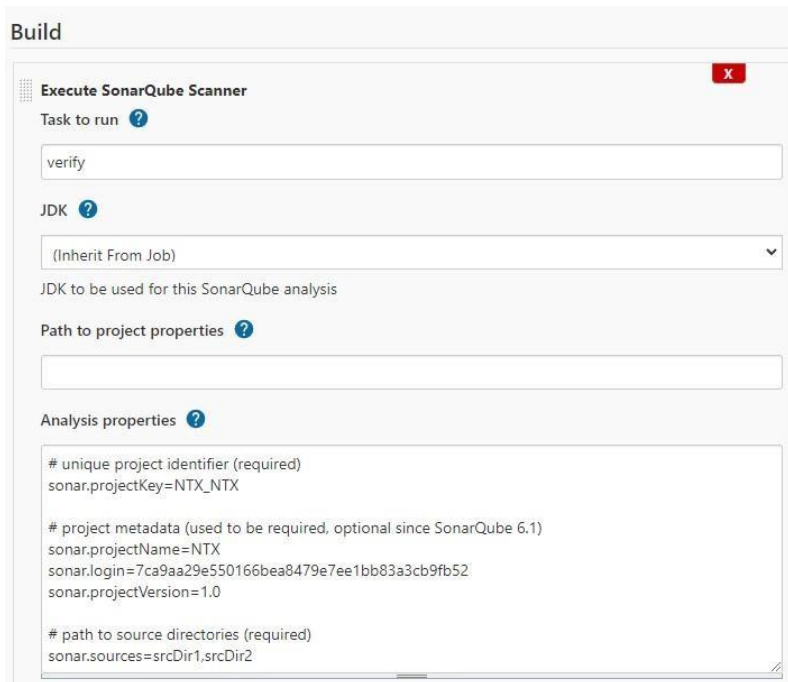 Build
X
Execute SonarQube Scanner
Task to run ?
verify
JDK ?
(Inherit From Job)
JDK to be used for this SonarQube analysis
Path to project properties ?
Analysis properties ?
# unique project identifier (required)
sonar.projectKey=NTX_NTX
# project metadata (used to be required, optional since SonarQube 6.1)
sonar.projectName=NTX
sonar.login=7ca9aa29e550166bea8479e7ee1bb83a3cb9fb52
sonar.projectVersion=1.0
# path to source directories (required)
sonar.sources=srcDir1,srcDir2